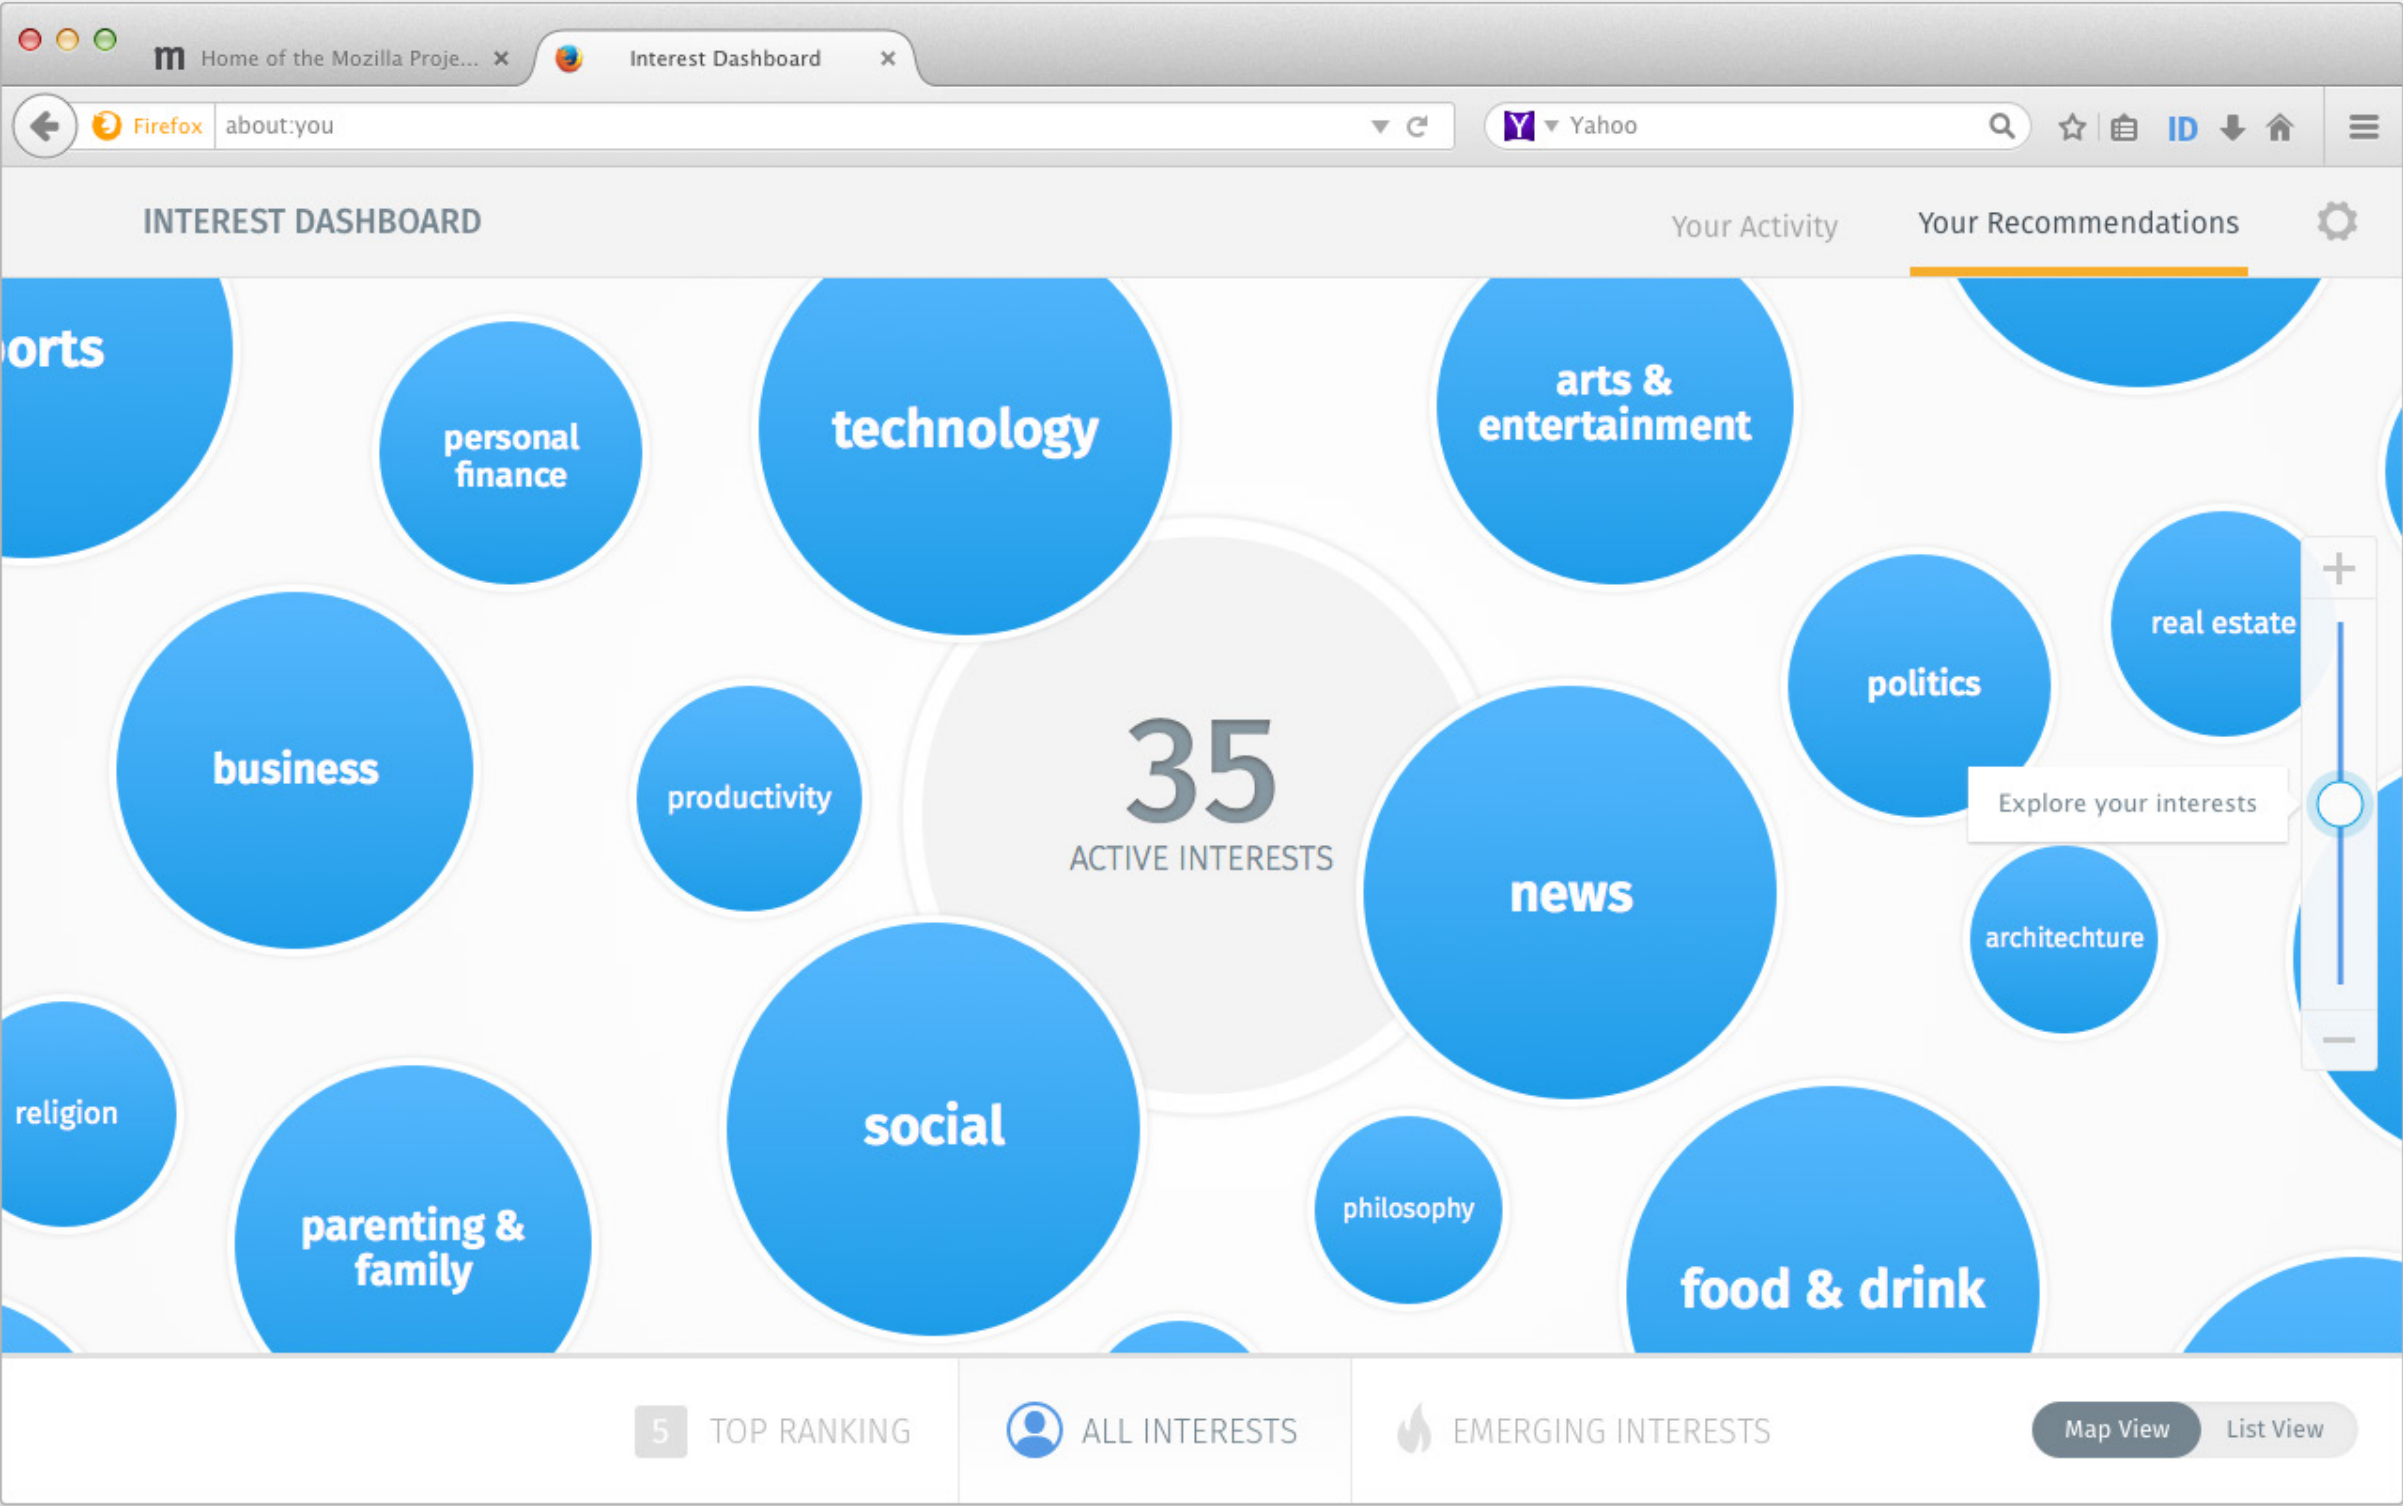 m Home of the Mozilla Proje...
Interest Dashboard
Firefox
about:you
Y Yahoo
ID
INTEREST DASHBOARD
Your Activity
Your Recommendations
orts
personal
finance
technology
arts &
entertainment
real estate
politics
business
productivity
35
ACTIVE INTERESTS
Explore your interests
news
architechture
religion
social
parenting &
family
philosophy
food & drink
5 TOP RANKING
ALL INTERESTS
EMERGING INTERESTS
Map View
List View